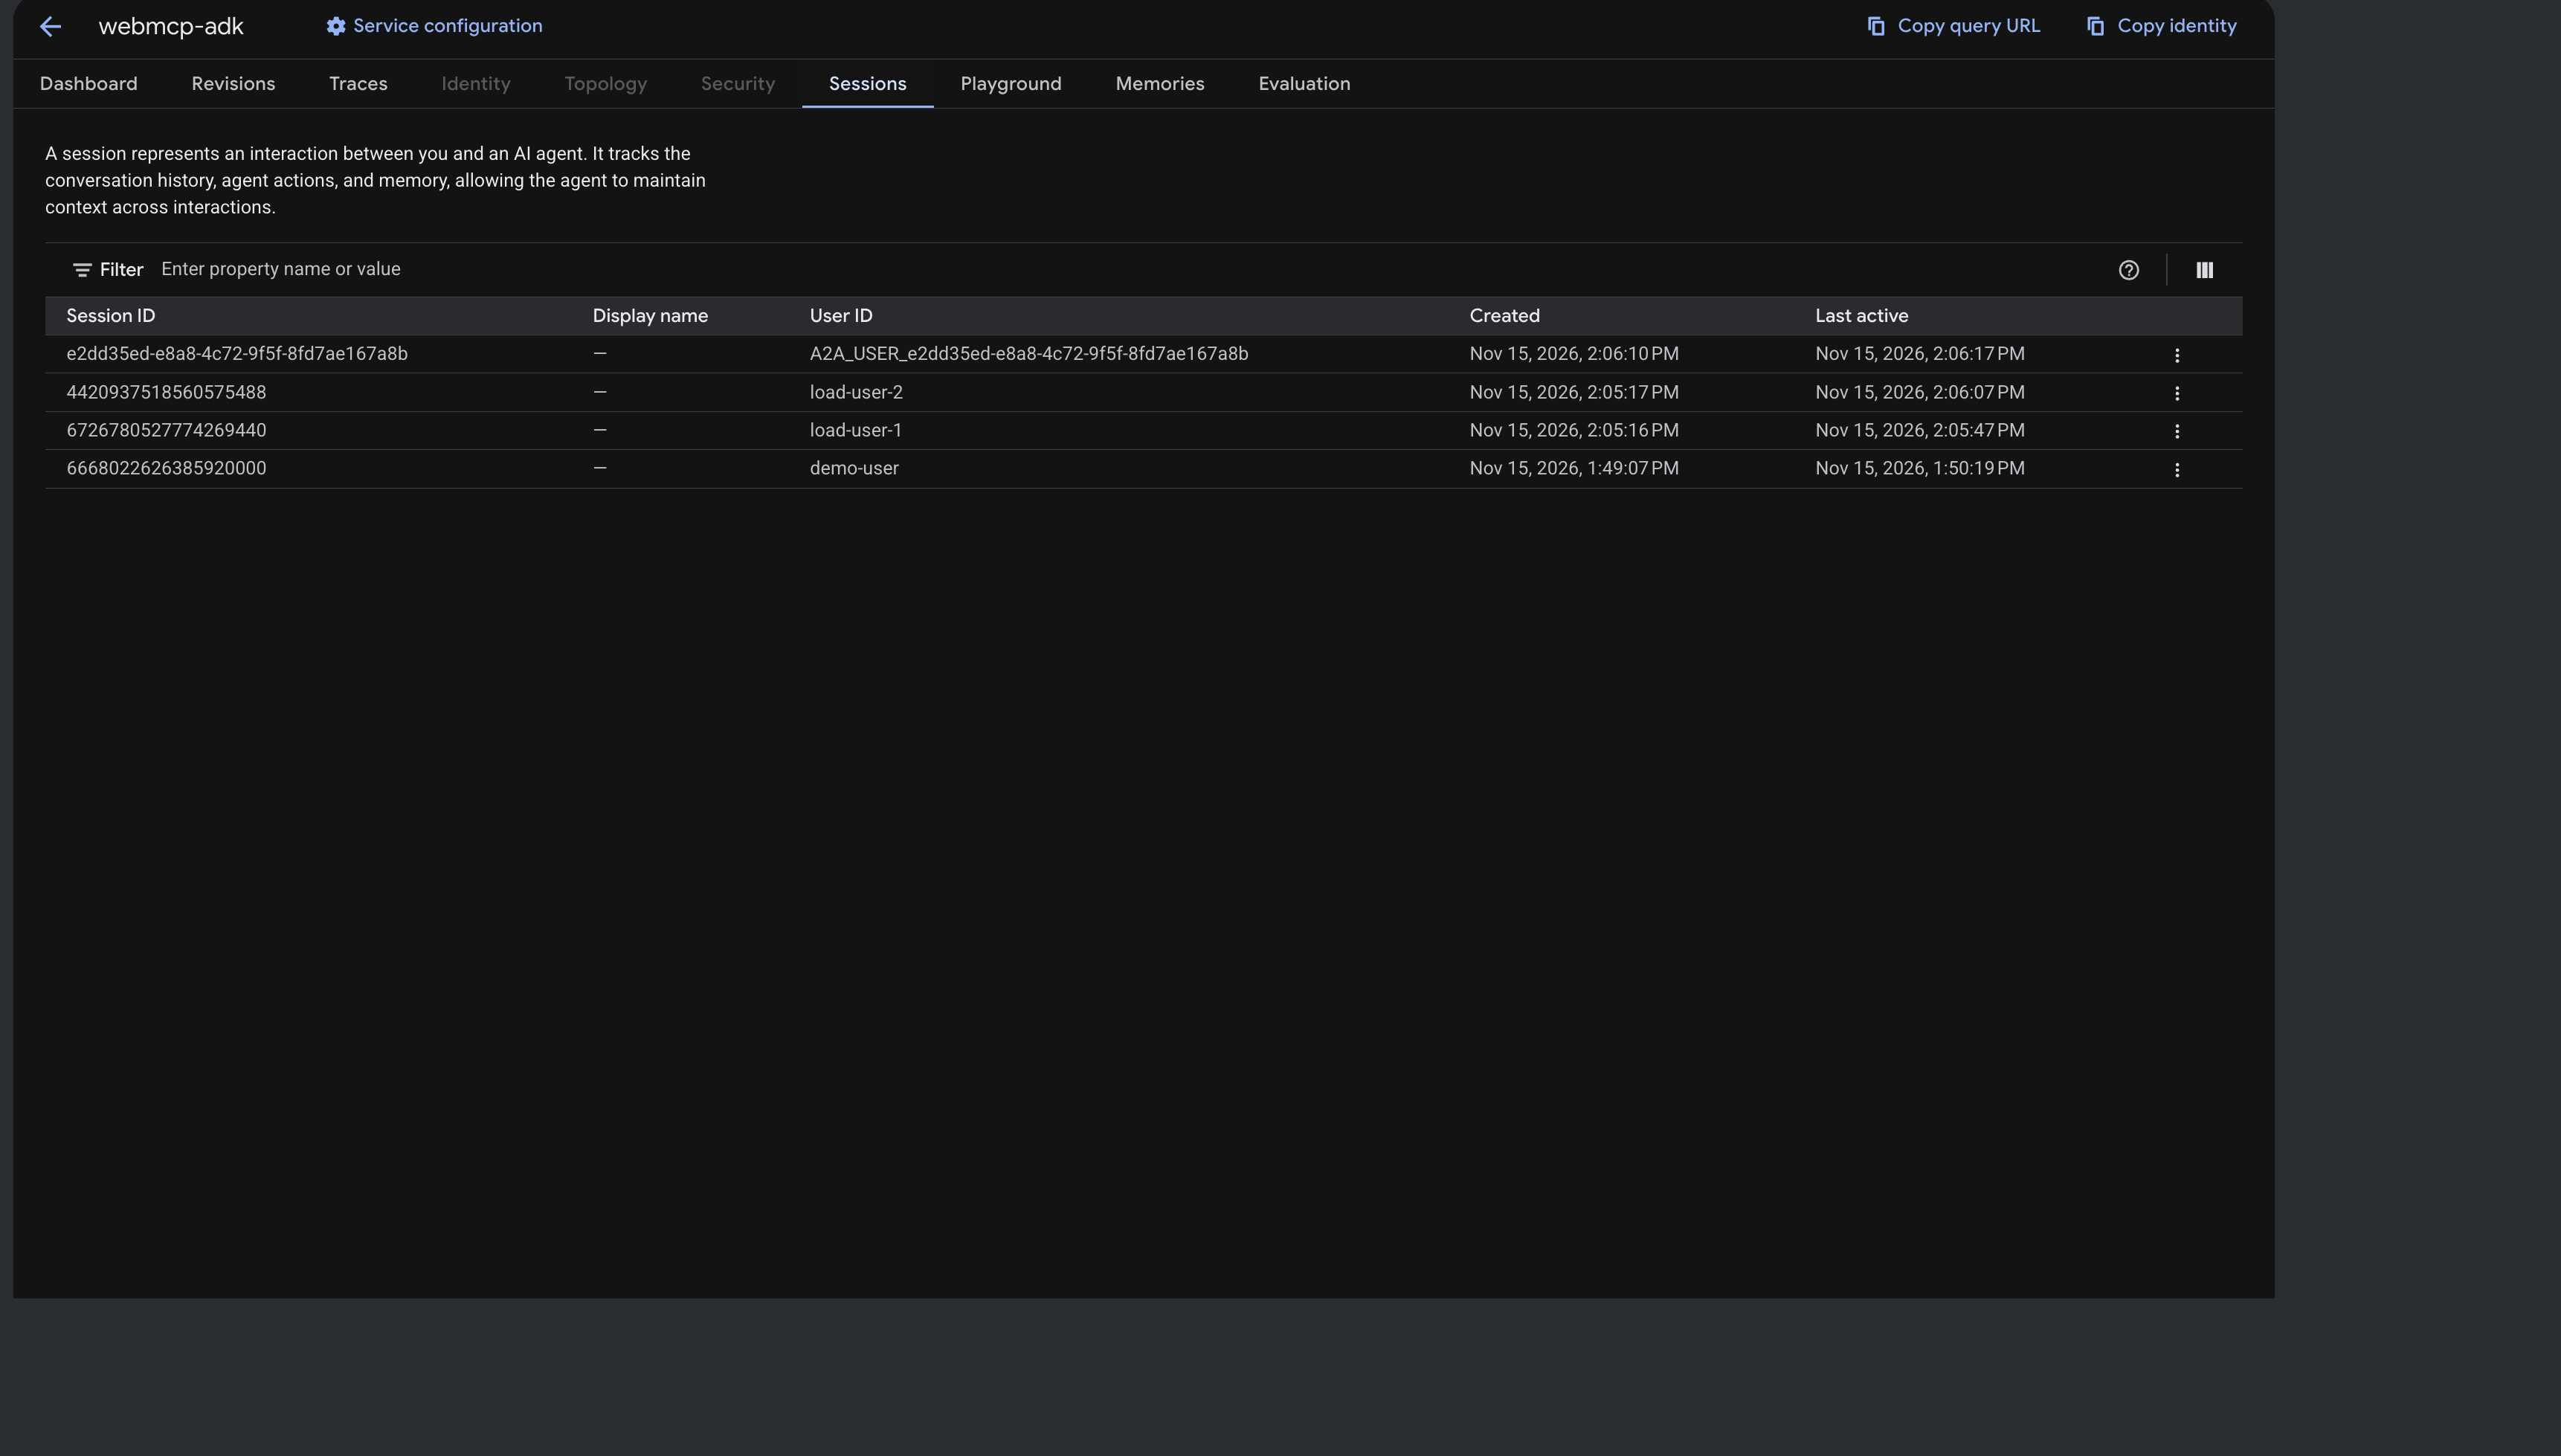 webmcp-adk Service configuration Copy query URL Copy identity
Dashboard Revisions Traces Identity Topology Security Sessions Playground Memories Evaluation
A session represents an interaction between you and an AI agent. It tracks the
conversation history, agent actions, and memory, allowing the agent to maintain
context across interactions.
Filter Enter property name or value
Session ID Display name User ID Created Last active
e2dd35ed-e8a8-4c72-9f5f-8fd7ae167a8b — A2A_USER_e2dd35ed-e8a8-4c72-9f5f-8fd7ae167a8b Nov 15, 2026, 2:06:10 PM Nov 15, 2026, 2:06:17 PM
4420937518560575488 — load-user-2 Nov 15, 2026, 2:05:17 PM Nov 15, 2026, 2:06:07 PM
6726780527774269440 — load-user-1 Nov 15, 2026, 2:05:16 PM Nov 15, 2026, 2:05:47 PM
6668022626385920000 — demo-user Nov 15, 2026, 1:49:07 PM Nov 15, 2026, 1:50:19 PM